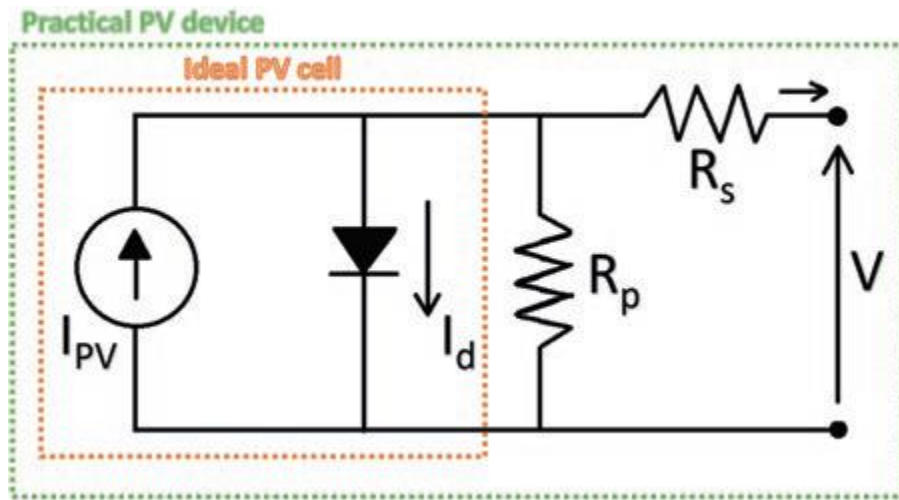 Practical PV device
Ideal PV cell
R_s
R_p
V
I_PV
I_d